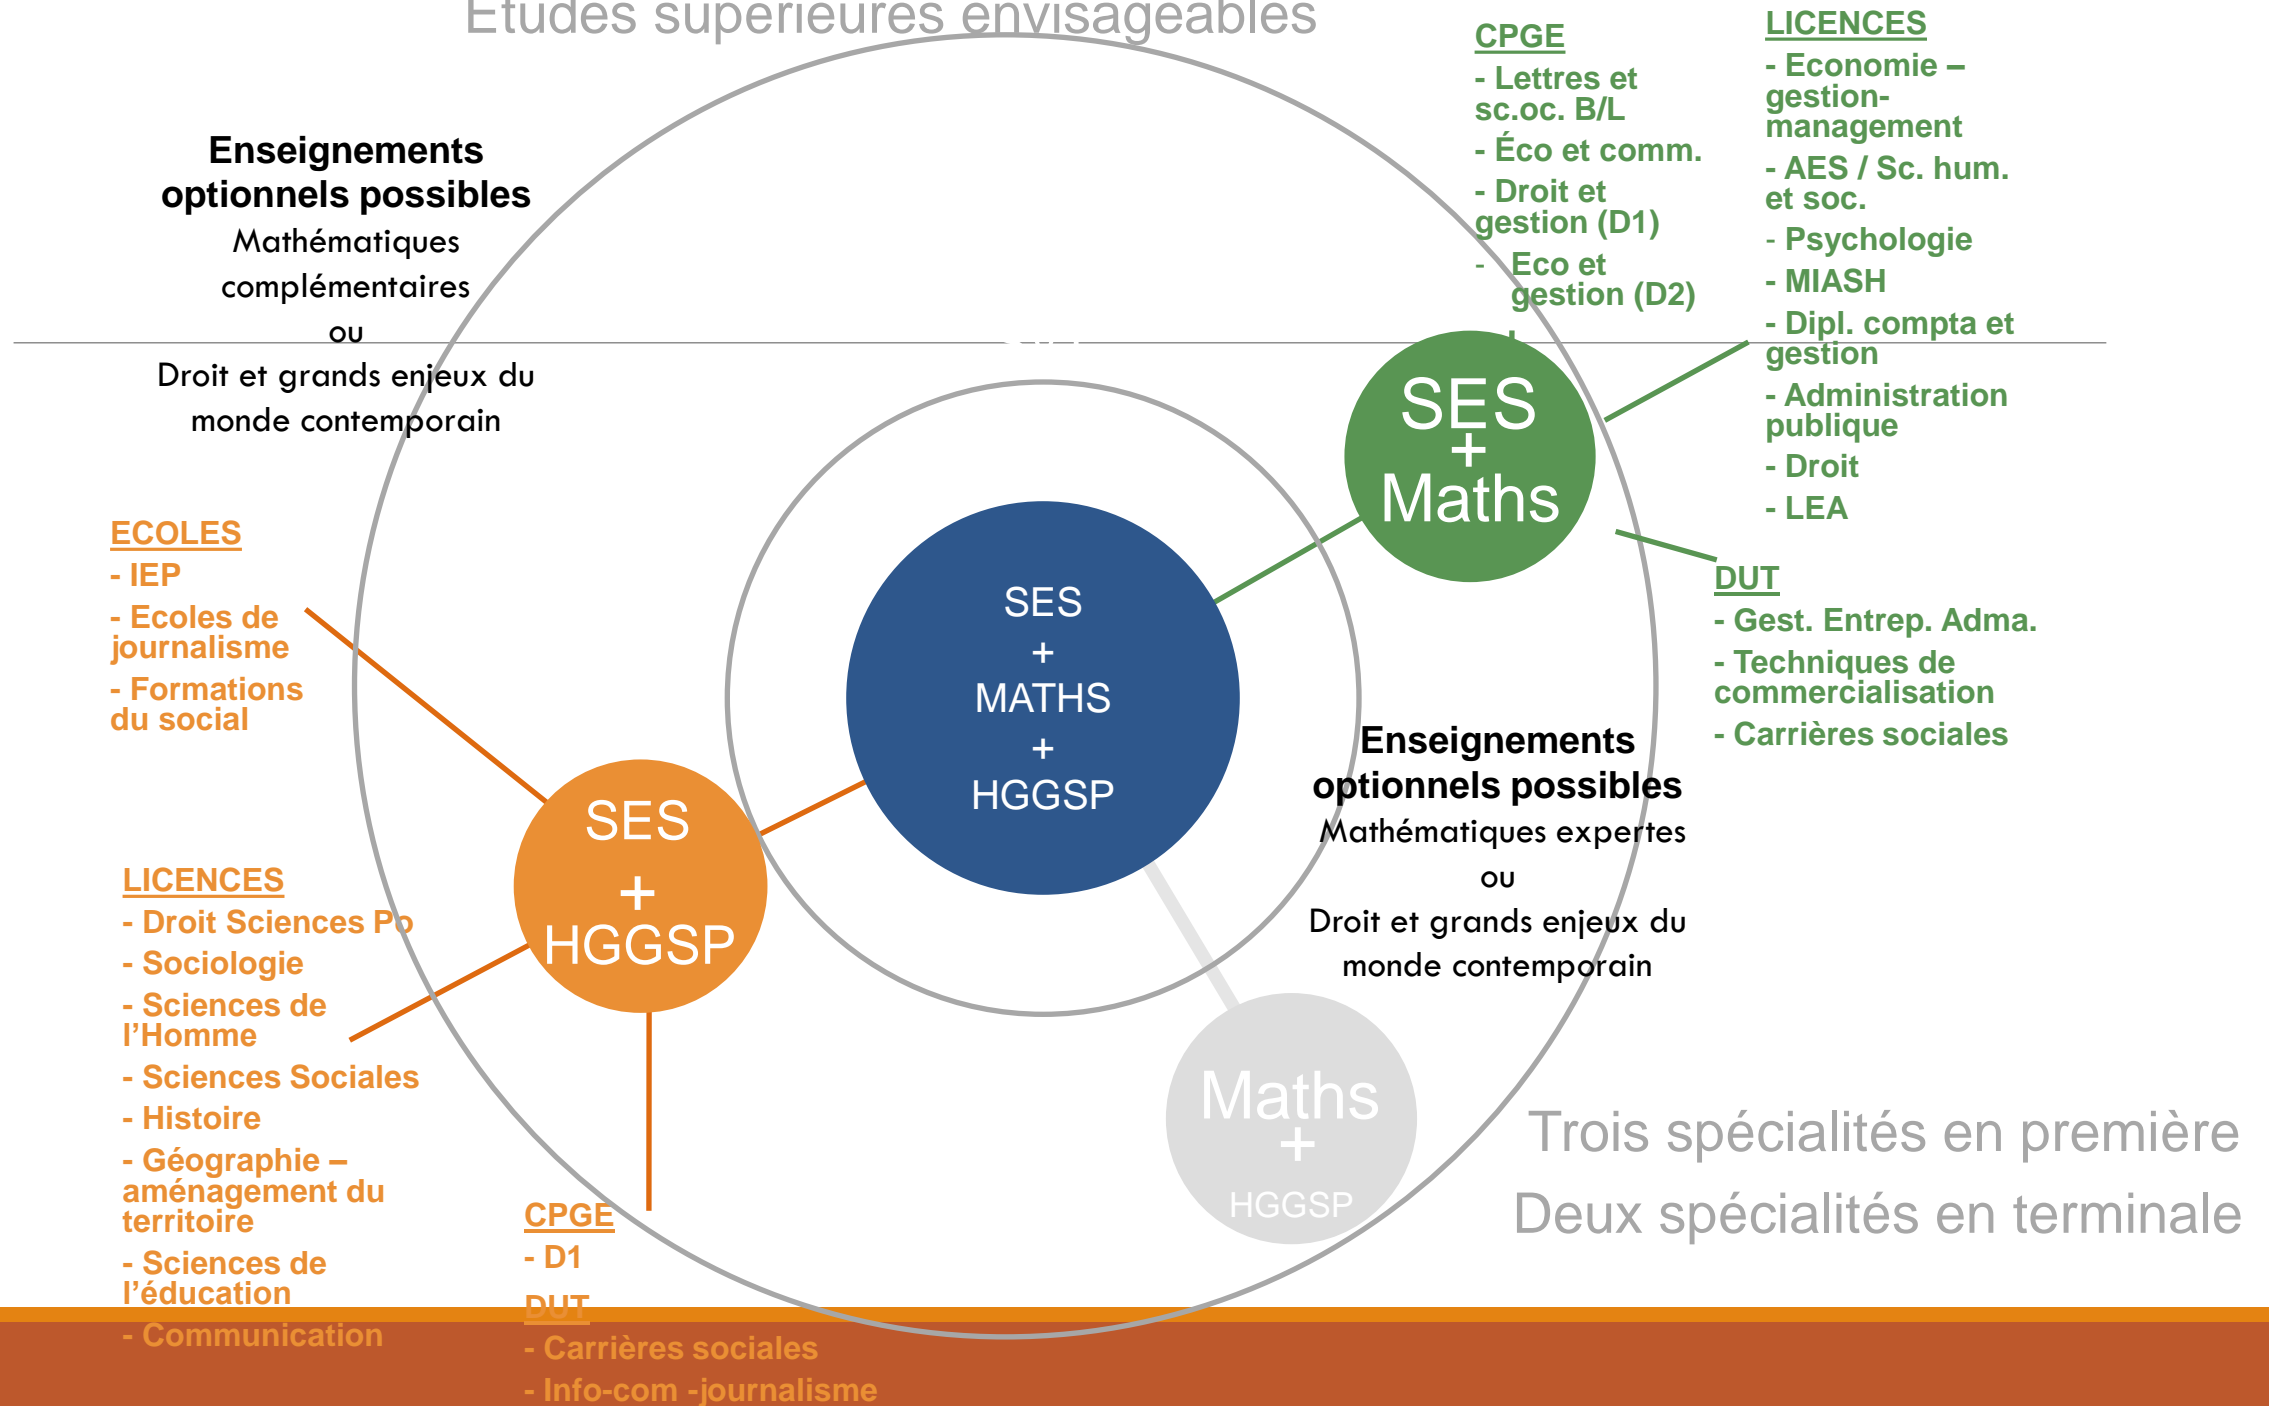 Etudes supérieures envisageables
Enseignements
optionnels possibles
Mathématiques
complémentaires
ou
Droit et grands enjeux du
monde contemporain
CPGE
- Lettres et
sc.oc. B/L
- Éco et comm.
- Droit et
gestion (D1)
- Eco et
gestion (D2)
LICENCES
- Economie –
gestion-
management
- AES / Sc. hum.
et soc.
- Psychologie
- MIASH
- Dipl. compta et
gestion
- Administration
publique
- Droit
- LEA
SES
+
Maths
DUT
- Gest. Entrep. Adma.
- Techniques de
commercialisation
- Carrières sociales
ECOLES
- IEP
- Ecoles de
journalisme
- Formations
du social
SES
+
MATHS
+
HGGSP
Enseignements
optionnels possibles
Mathématiques expertes
ou
Droit et grands enjeux du
monde contemporain
SES
+
HGGSP
LICENCES
- Droit Sciences Po
- Sociologie
- Sciences de
l’Homme
- Sciences Sociales
- Histoire
- Géographie –
aménagement du
territoire
- Sciences de
l’éducation
- Communication
CPGE
- D1
DUT
- Carrières sociales
- Info-com -journalisme
Maths
+
HGGSP
Trois spécialités en première
Deux spécialités en terminale